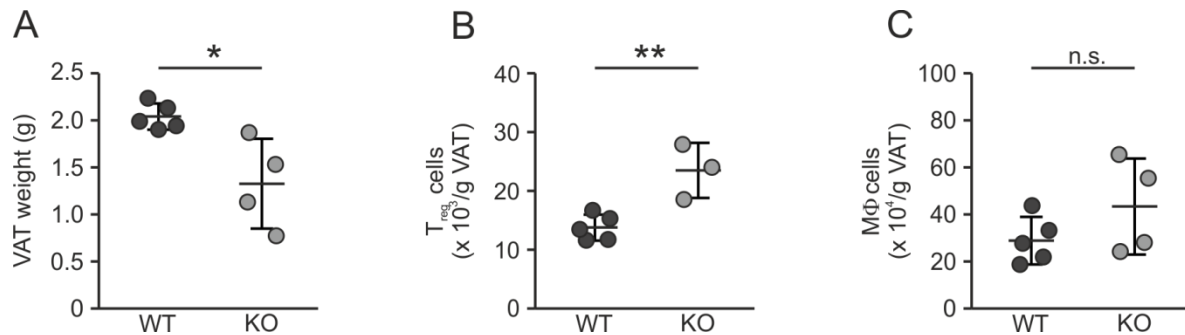 A
*
VAT weight (g)
2.5
2.0
1.5
1.0
0.5
0
WT
KO
B
**
Treg cells
(x 10³/g VAT)
40
30
20
10
0
WT
KO
C
n.s.
MΦ cells
(x 10⁴/g VAT)
100
80
60
40
20
0
WT
KO